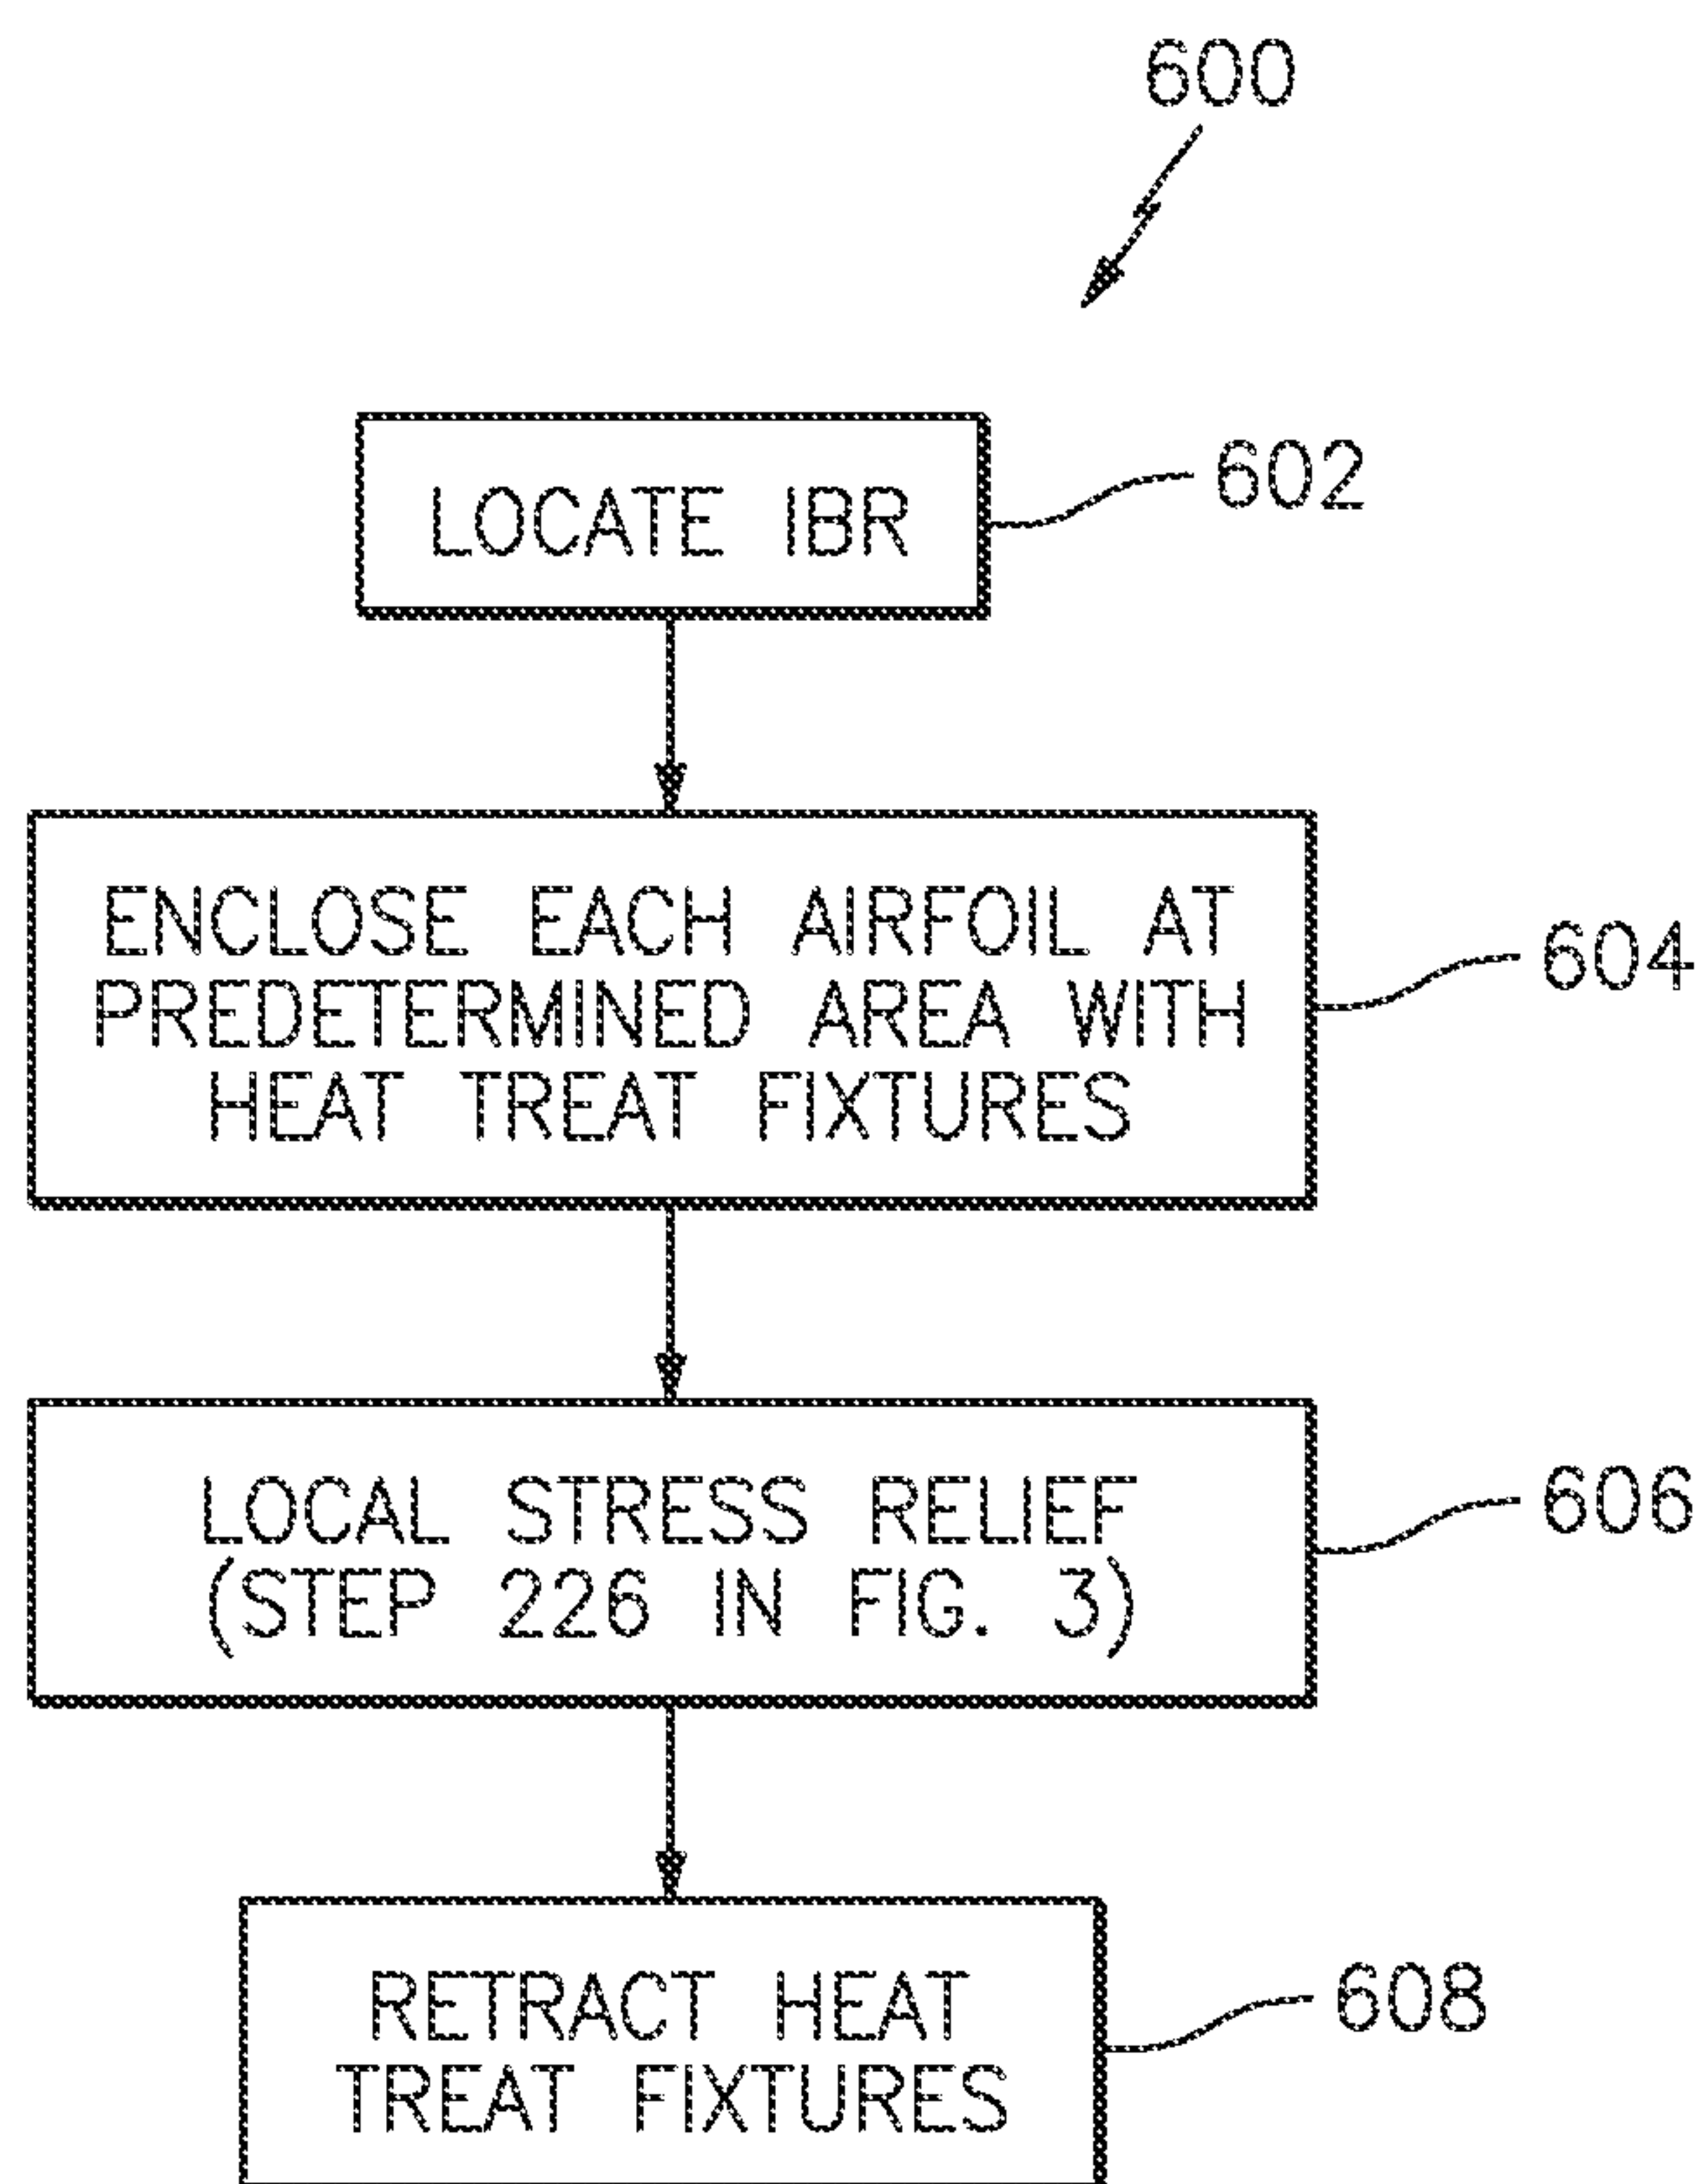 600
LOCATE IBR
602
ENCLOSE EACH AIRFOIL AT
PREDETERMINED AREA WITH
HEAT TREAT FIXTURES
604
LOCAL STRESS RELIEF
(STEP 226 IN FIG. 3)
606
RETRACT HEAT
TREAT FIXTURES
608